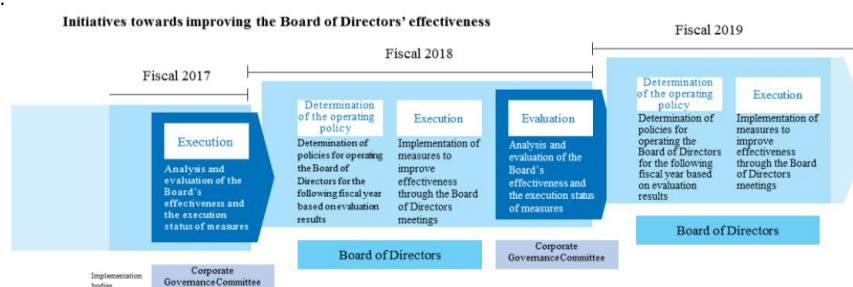 .
Initiatives towards improving the Board of Directors' effectiveness
Fiscal 2017
Fiscal 2018
Fiscal 2019
Execution
Analysis and
evaluation of the
Board's
effectiveness and
the execution
status of measures
Determination
of the operating
policy
Determination of
policies for operating
the Board of
Directors for the
following fiscal year
based on evaluation
results
Execution
Implementation of
measures to
improve
effectiveness
through the Board
of Directors
meetings
Evaluation
Analysis and
evaluation of the
Board's
effectiveness and
the execution status
of measures
Determination
of the operating
policy
Determination of
policies for
operating the
Board of Directors
for the following
fiscal year based
on evaluation
results
Execution
Implementation of
measures to
improve
effectiveness
through the Board
of Directors
meetings
Implementation
bodies
Corporate
Governance Committee
Board of Directors
Corporate
Governance Committee
Board of Directors